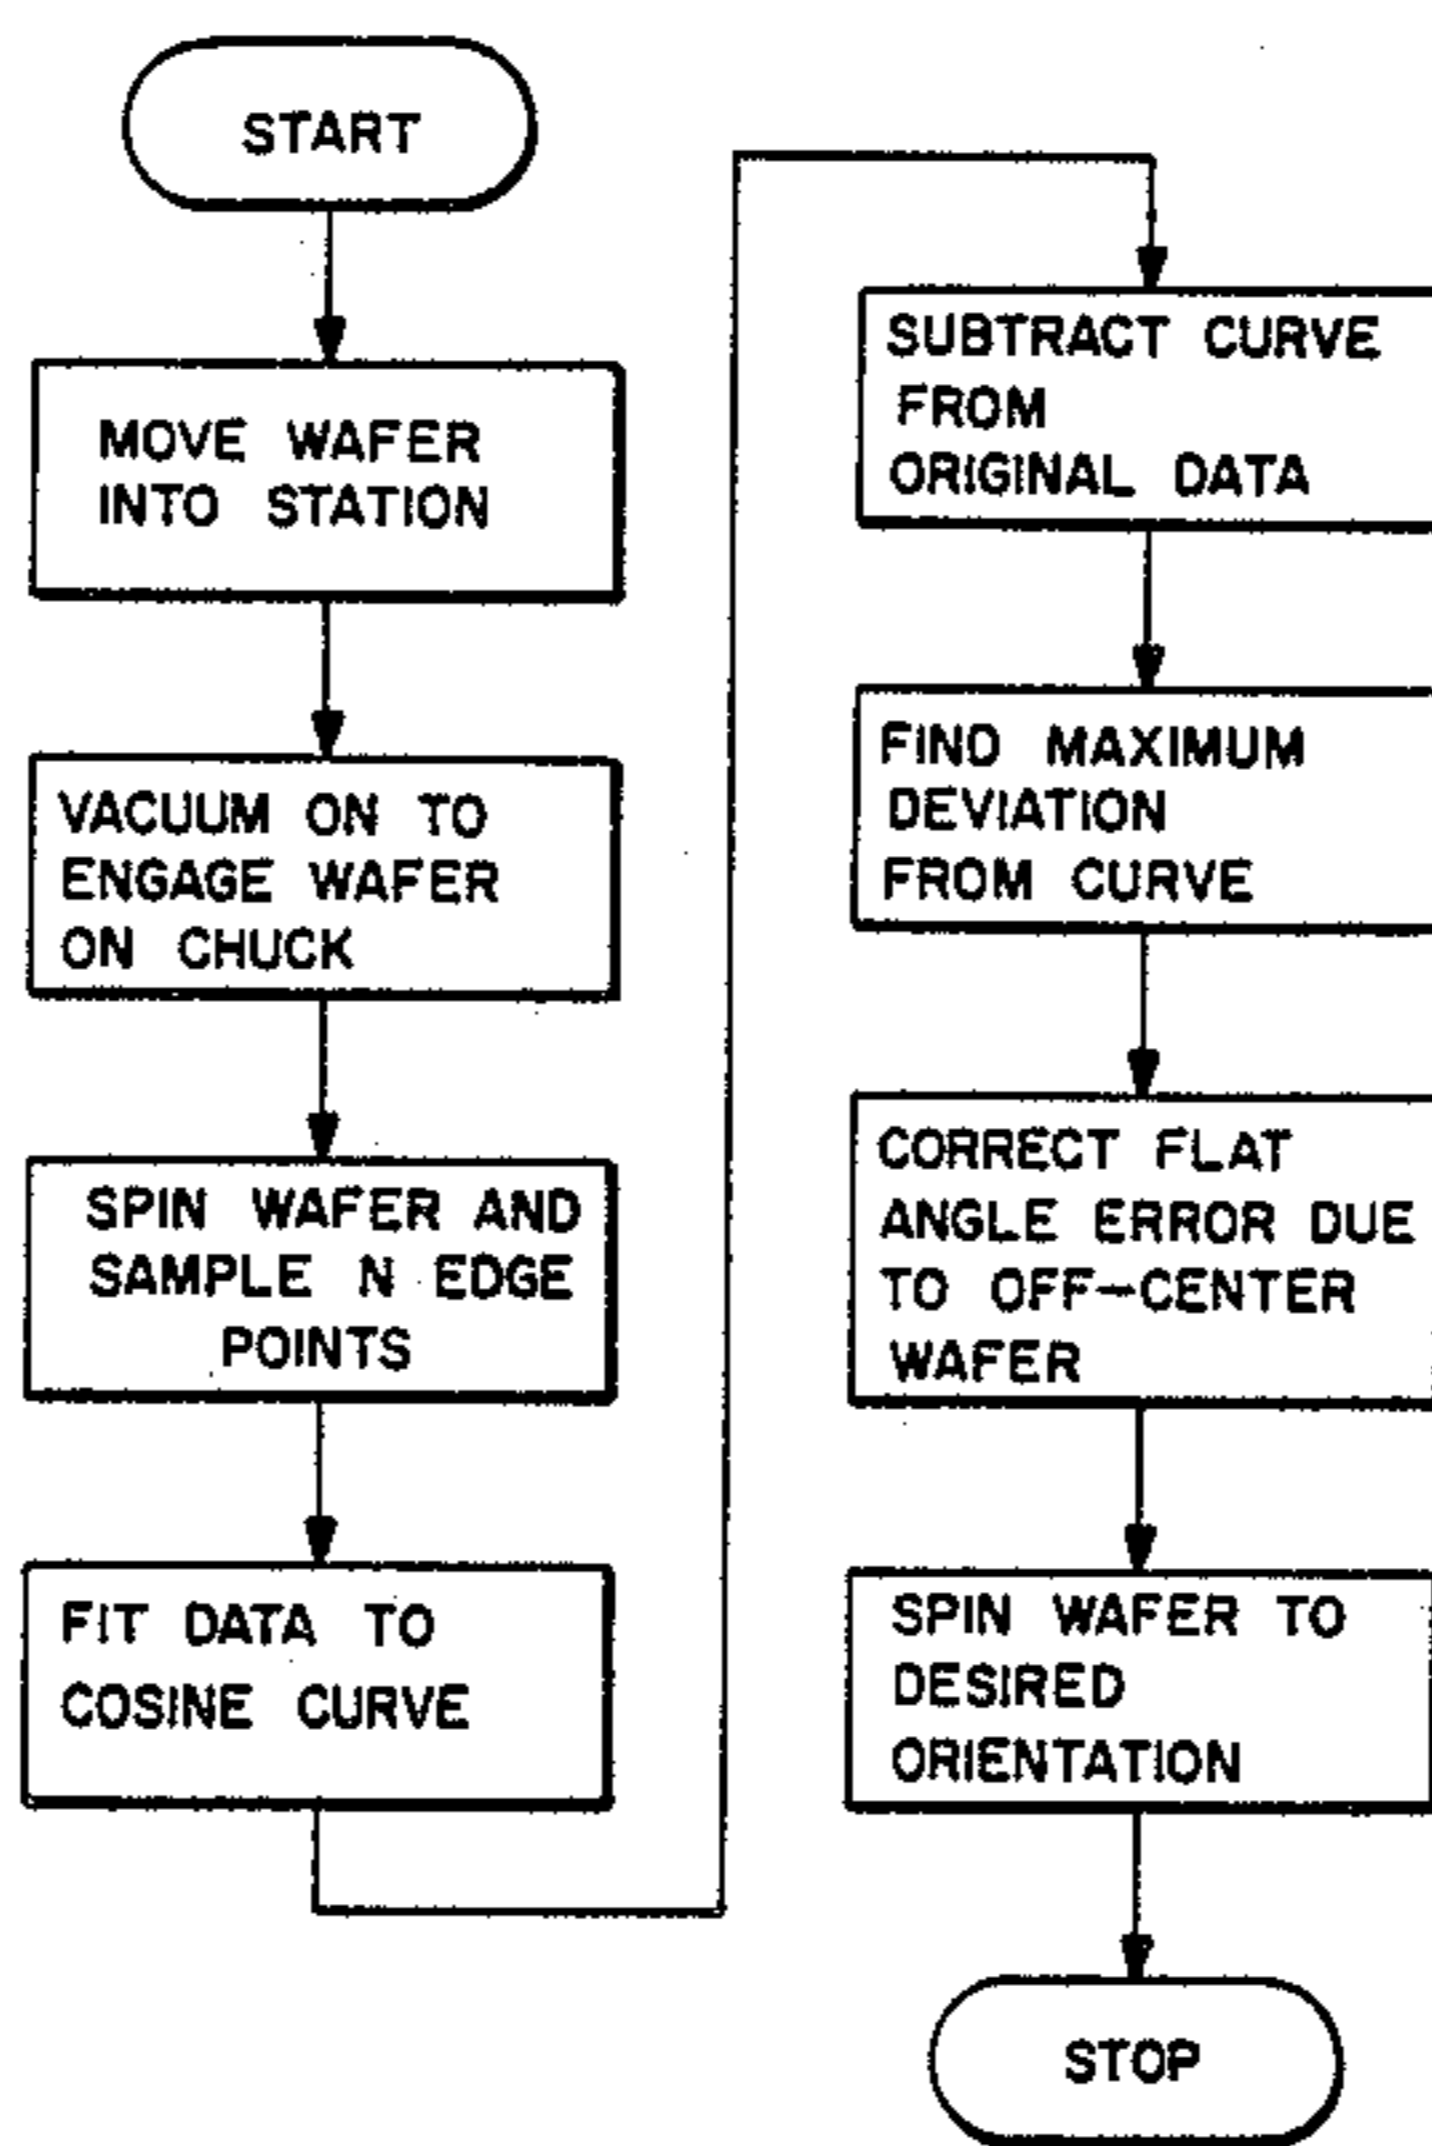 START
MOVE WAFER
INTO STATION
VACUUM ON TO
ENGAGE WAFER
ON CHUCK
SPIN WAFER AND
SAMPLE N EDGE
POINTS
FIT DATA TO
COSINE CURVE
SUBTRACT CURVE
FROM
ORIGINAL DATA
FIND MAXIMUM
DEVIATION
FROM CURVE
CORRECT FLAT
ANGLE ERROR DUE
TO OFF-CENTER
WAFER
SPIN WAFER TO
DESIRED
ORIENTATION
STOP